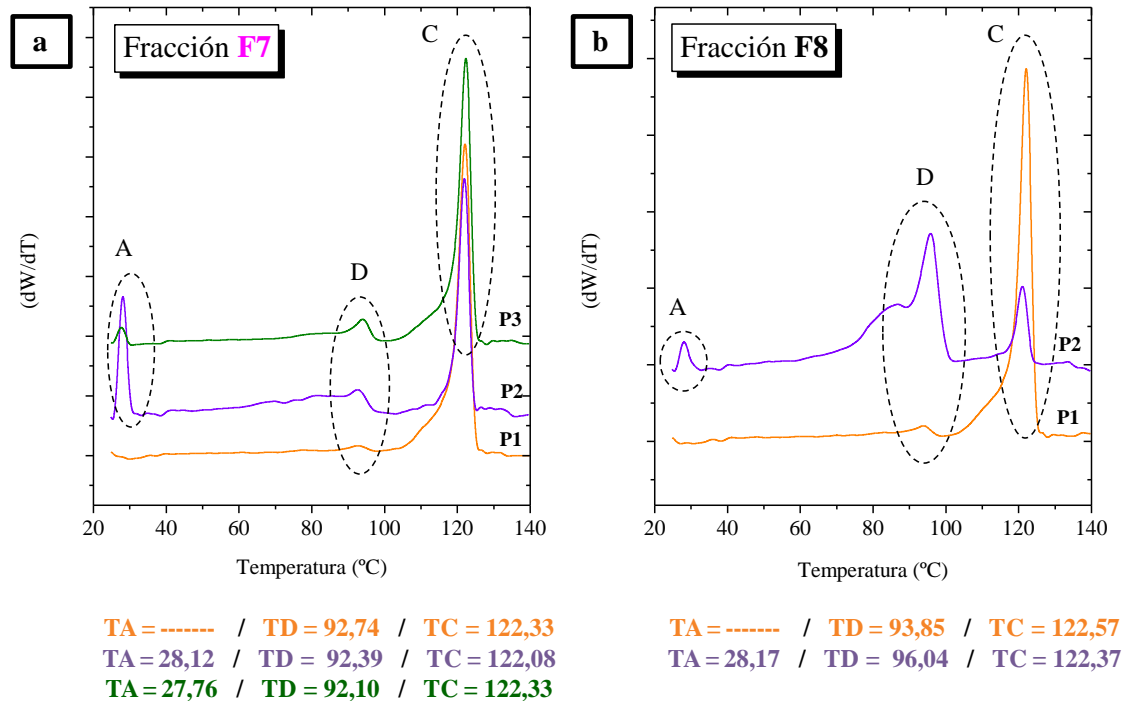 a
Fracción F7
A
D
C
P3
P2
P1
(dW/dT)
20 40 60 80 100 120 140
Temperatura (ºC)
TA = ------- / TD = 92,74 / TC = 122,33
TA = 28,12 / TD = 92,39 / TC = 122,08
TA = 27,76 / TD = 92,10 / TC = 122,33
b
Fracción F8
A
D
C
P2
P1
(dW/dT)
20 40 60 80 100 120 140
Temperatura (ºC)
TA = ------- / TD = 93,85 / TC = 122,57
TA = 28,17 / TD = 96,04 / TC = 122,37